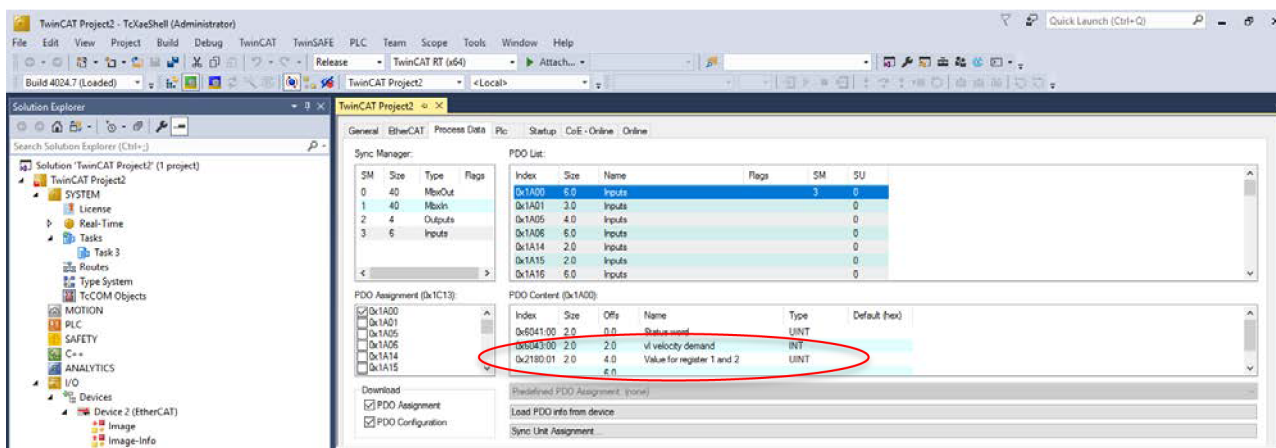 TwinCAT Project2 - TcXaeShell (Administrator)
Quick Launch (Ctrl+Q)
File Edit View Project Build Debug TwinCAT TwinSAFE PLC Team Scope Tools Window Help
Release TwinCAT RT (x64) Attach...
Build 4024.7 (Loaded) TwinCAT Project2 <Local>
Solution Explorer
Search Solution Explorer (Ctrl+;)
Solution 'TwinCAT Project2' (1 project)
TwinCAT Project2
SYSTEM
License
Real-Time
Tasks
Task 3
Routes
Type System
TcCOM Objects
MOTION
PLC
SAFETY
C++
ANALYTICS
I/O
Devices
Device 2 (EtherCAT)
Image
Image-Info
TwinCAT Project2
General EtherCAT Process Data Plc Startup CoE - Online Online
Sync Manager:
SM Size Type Flags
0 40 MbxOut
1 40 MbxIn
2 4 Outputs
3 6 Inputs
PDO List:
Index Size Name Flags SM SU
0x1A00 6.0 Inputs 3 0
0x1A01 3.0 Inputs 0
0x1A05 4.0 Inputs 0
0x1A06 6.0 Inputs 0
0x1A14 2.0 Inputs 0
0x1A15 2.0 Inputs 0
0x1A16 6.0 Inputs 0
PDO Assignment (0x1C13):
0x1A00
0x1A01
0x1A05
0x1A06
0x1A14
0x1A15
PDO Content (0x1A00):
Index Size Offs Name Type Default (hex)
0x6041:00 2.0 0.0 Status word UINT
0x6043:00 2.0 2.0 vl velocity demand INT
0x2180:01 2.0 4.0 Value for register 1 and 2 UINT
6.0
Download
PDO Assignment
PDO Configuration
Predefined PDO Assignment: (none)
Load PDO info from device
Sync Unit Assignment...